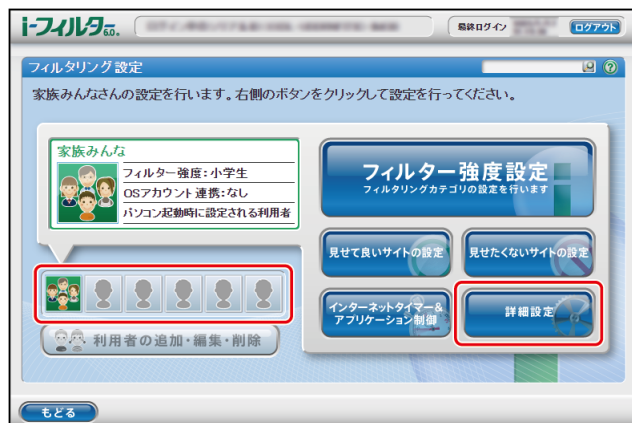 i-フィルター6.0.
最終ログイン
ログアウト
フィルタリング設定
家族みんなさんの設定を行います。右側のボタンをクリックして設定を行ってください。
家族みんな
フィルター強度：小学生
OSアカウント連携：なし
パソコン起動時に設定される利用者
フィルター強度設定
フィルタリングカテゴリの設定を行います
見せて良いサイトの設定
見せたくないサイトの設定
インターネットタイマー&
アプリケーション制御
詳細設定
利用者の追加・編集・削除
もどる